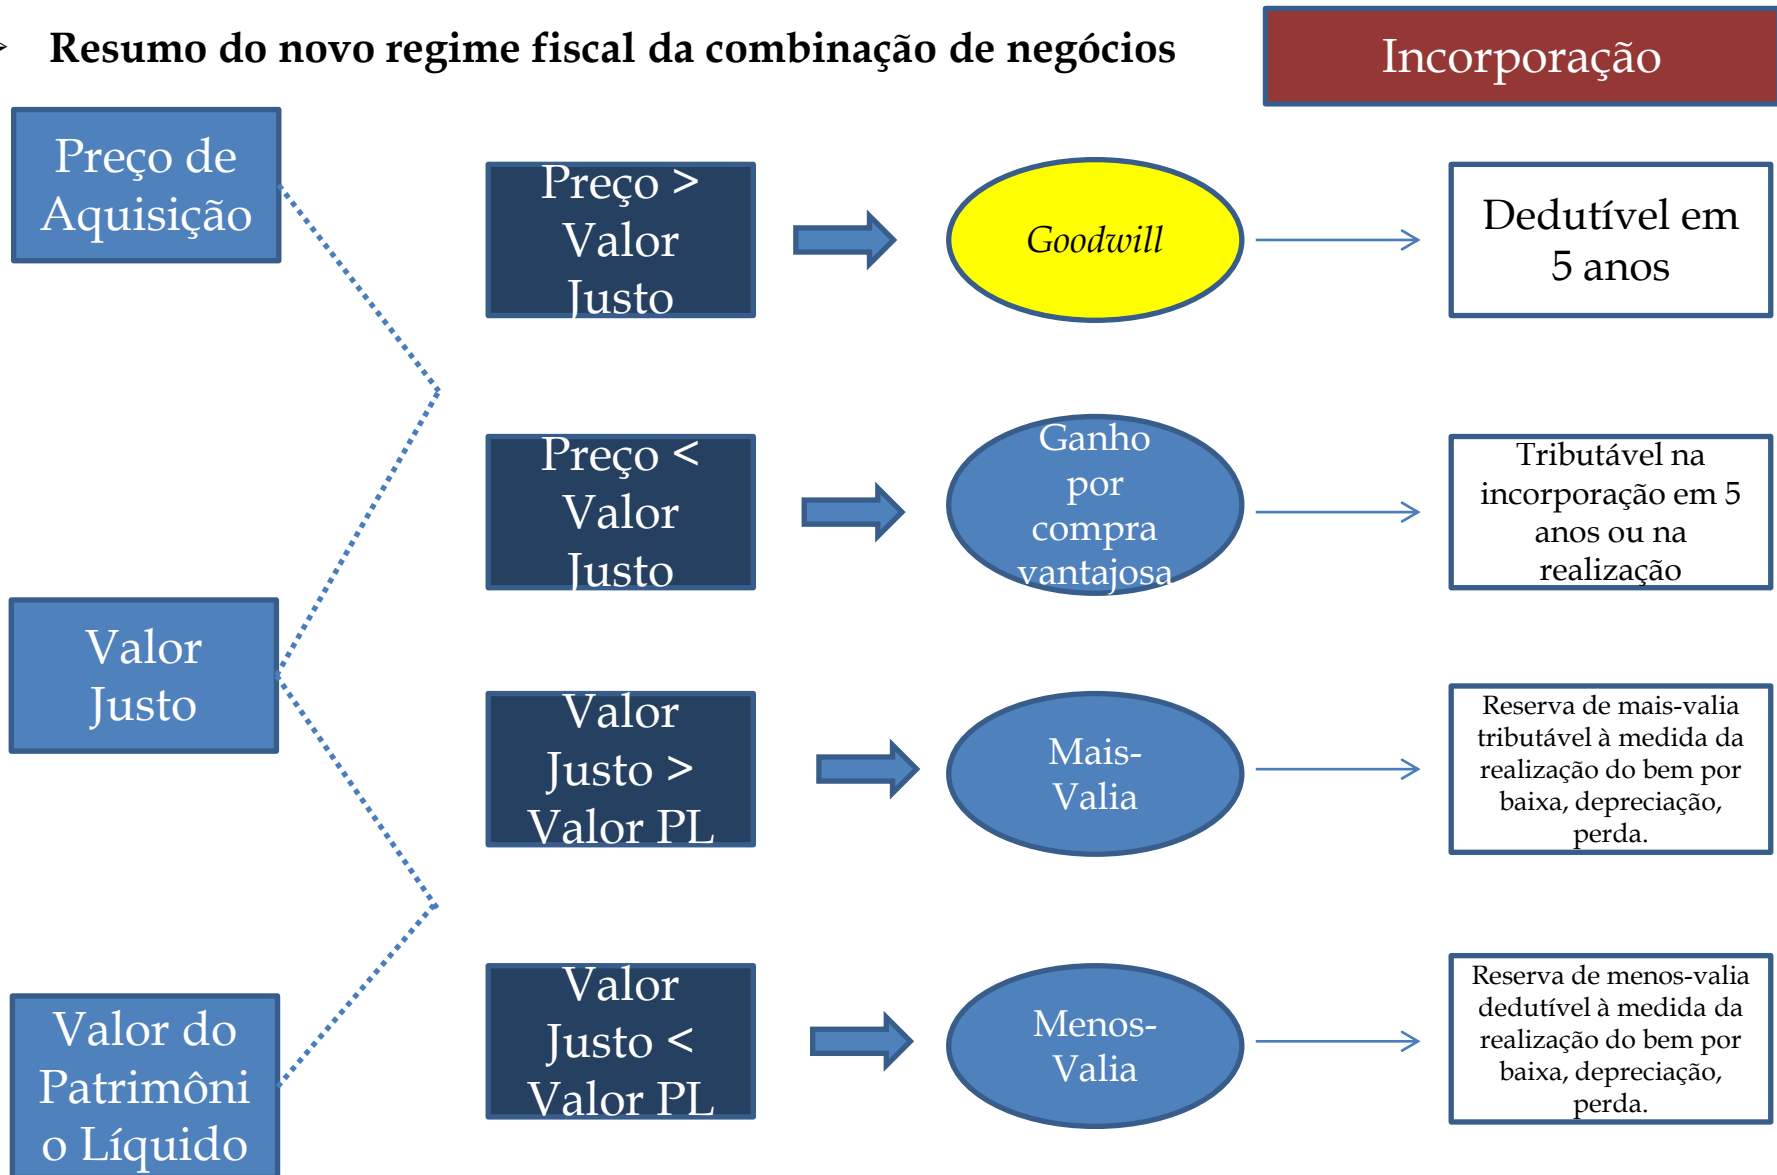 Resumo do novo regime fiscal da combinação de negócios
Incorporação
Preço de
Aquisição
Preço >
Valor
Justo
Goodwill
Dedutível em
5 anos
Preço <
Valor
Justo
Ganho
por
compra
vantajosa
Tributável na
incorporação em 5
anos ou na
realização
Valor
Justo
Valor
Justo >
Valor PL
Mais-
Valia
Reserva de mais-valia
tributável à medida da
realização do bem por
baixa, depreciação,
perda.
Valor do
Patrimôni
o Líquido
Valor
Justo <
Valor PL
Menos-
Valia
Reserva de menos-valia
dedutível à medida da
realização do bem por
baixa, depreciação,
perda.